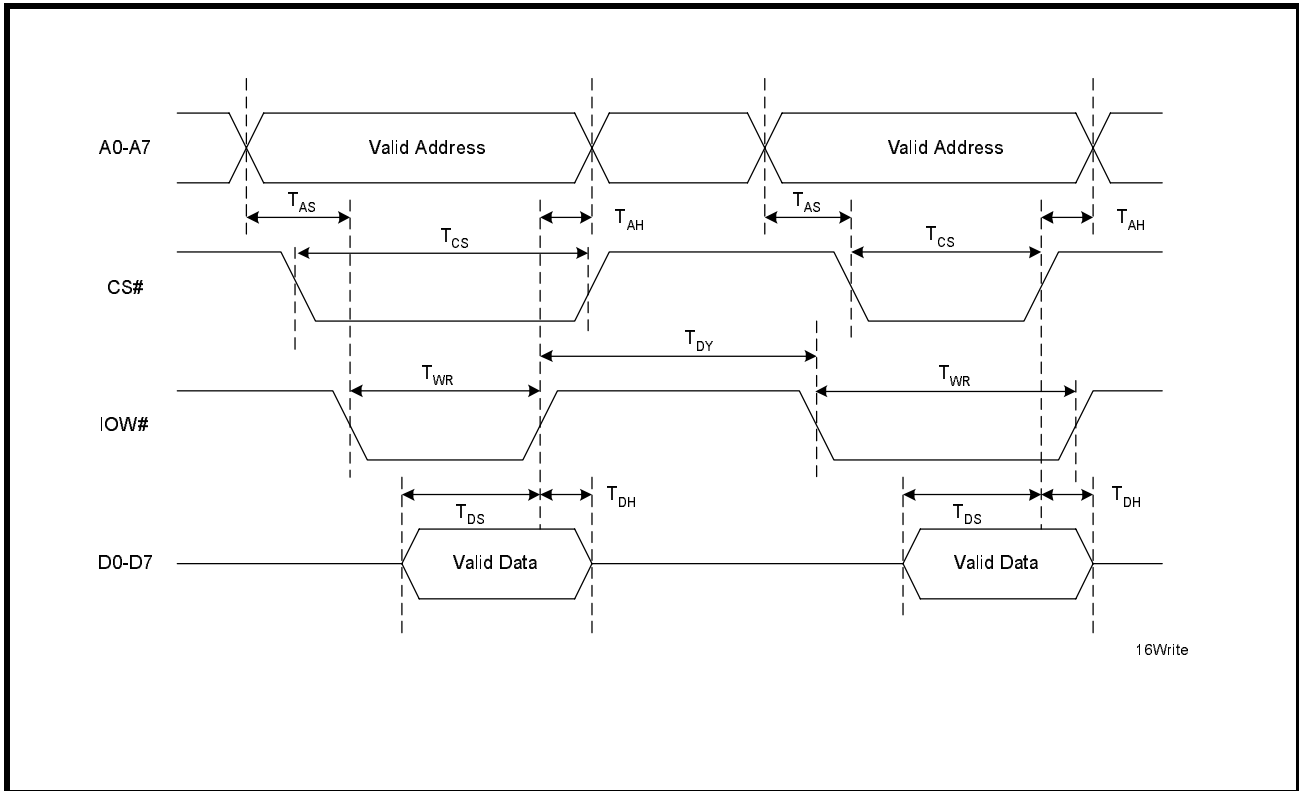 A0-A7
Valid Address
Valid Address
TAS
TAH
TAS
TAH
TCS
TCS
CS#
TDY
TWR
TWR
IOW#
TDS
TDH
TDS
TDH
D0-D7
Valid Data
Valid Data
16Write